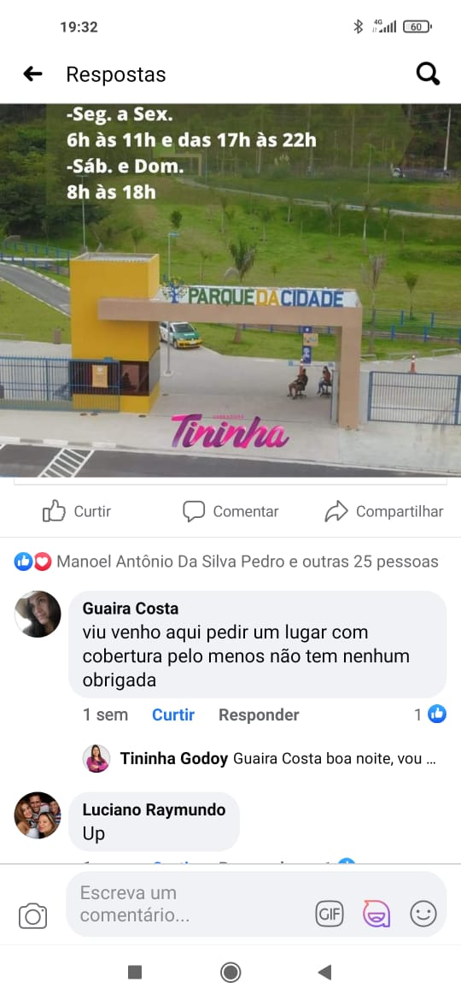 19:32
4G
60
Respostas
-Seg. a Sex.
6h às 11h e das 17h às 22h
-Sáb. e Dom.
8h às 18h
PARQUE DA CIDADE
Tininha
Curtir
Comentar
Compartilhar
Manoel Antônio Da Silva Pedro e outras 25 pessoas
Guaira Costa
viu venho aqui pedir um lugar com
cobertura pelo menos não tem nenhum
obrigada
1 sem Curtir Responder 1
Tininha Godoy Guaira Costa boa noite, vou ...
Luciano Raymundo
Up
Escreva um
comentário...
GIF